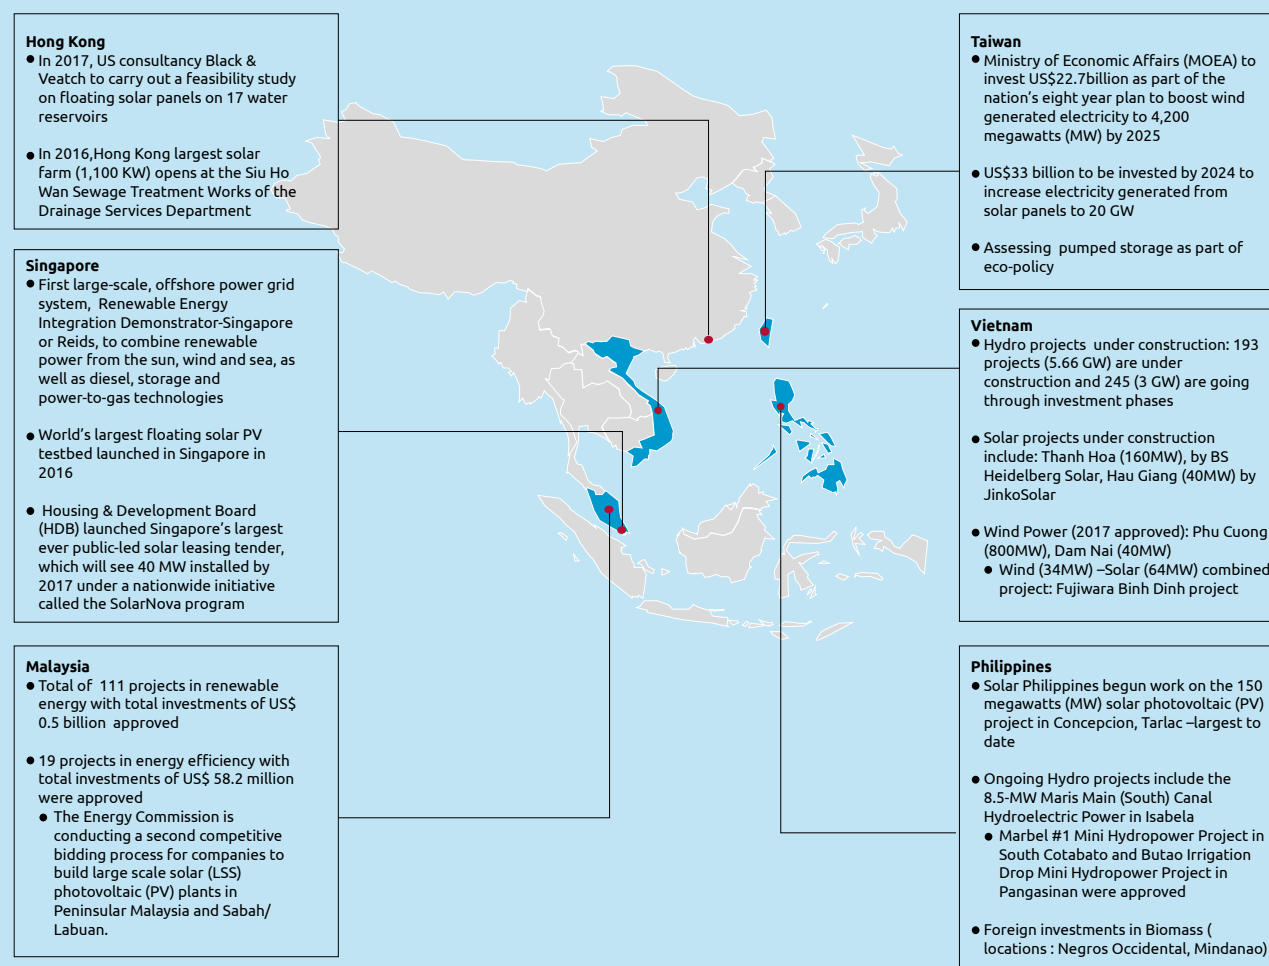 Hong Kong
● In 2017, US consultancy Black &
Veatch to carry out a feasibility study
on floating solar panels on 17 water
reservoirs
● In 2016,Hong Kong largest solar
farm (1,100 KW) opens at the Siu Ho
Wan Sewage Treatment Works of the
Drainage Services Department
Singapore
● First large-scale, offshore power grid
system, Renewable Energy
Integration Demonstrator-Singapore
or Reids, to combine renewable
power from the sun, wind and sea, as
well as diesel, storage and
power-to-gas technologies
● World's largest floating solar PV
testbed launched in Singapore in
2016
● Housing & Development Board
(HDB) launched Singapore's largest
ever public-led solar leasing tender,
which will see 40 MW installed by
2017 under a nationwide initiative
called the SolarNova program
Malaysia
● Total of 111 projects in renewable
energy with total investments of US$
0.5 billion approved
● 19 projects in energy efficiency with
total investments of US$ 58.2 million
were approved
● The Energy Commission is
conducting a second competitive
bidding process for companies to
build large scale solar (LSS)
photovoltaic (PV) plants in
Peninsular Malaysia and Sabah/
Labuan.
Taiwan
● Ministry of Economic Affairs (MOEA) to
invest US$22.7billion as part of the
nation's eight year plan to boost wind
generated electricity to 4,200
megawatts (MW) by 2025
● US$33 billion to be invested by 2024 to
increase electricity generated from
solar panels to 20 GW
● Assessing pumped storage as part of
eco-policy
Vietnam
● Hydro projects under construction: 193
projects (5.66 GW) are under
construction and 245 (3 GW) are going
through investment phases
● Solar projects under construction
include: Thanh Hoa (160MW), by BS
Heidelberg Solar, Hau Giang (40MW) by
JinkoSolar
● Wind Power (2017 approved): Phu Cuong
(800MW), Dam Nai (40MW)
● Wind (34MW) –Solar (64MW) combined
project: Fujiwara Binh Dinh project
Philippines
● Solar Philippines begun work on the 150
megawatts (MW) solar photovoltaic (PV)
project in Concepcion, Tarlac –largest to
date
● Ongoing Hydro projects include the
8.5-MW Maris Main (South) Canal
Hydroelectric Power in Isabela
● Marbel #1 Mini Hydropower Project in
South Cotabato and Butao Irrigation
Drop Mini Hydropower Project in
Pangasinan were approved
● Foreign investments in Biomass (
locations : Negros Occidental, Mindanao)